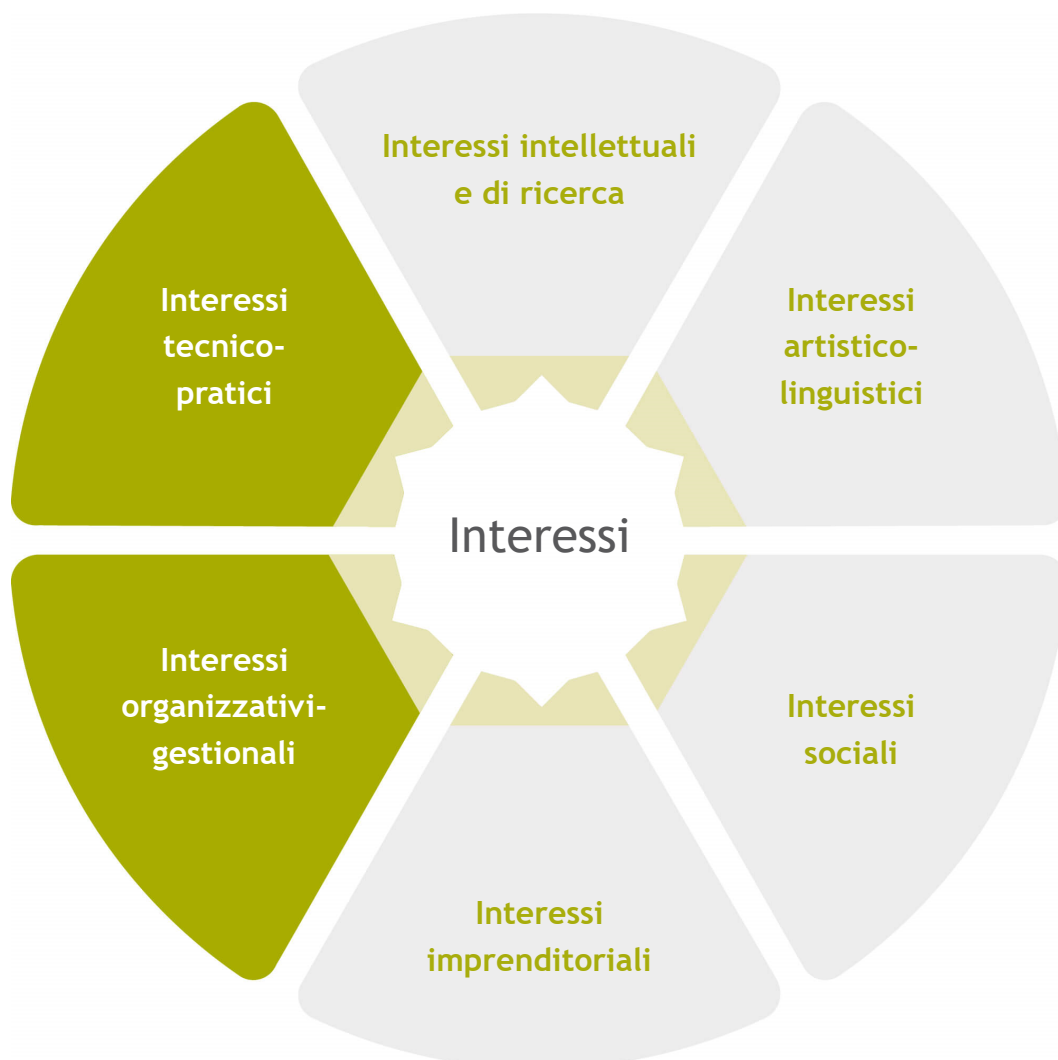 Interessi intellettuali
e di ricerca
Interessi
tecnico-
pratici
Interessi
artistico-
linguistici
Interessi
Interessi
organizzativi-
gestionali
Interessi
sociali
Interessi
imprenditoriali